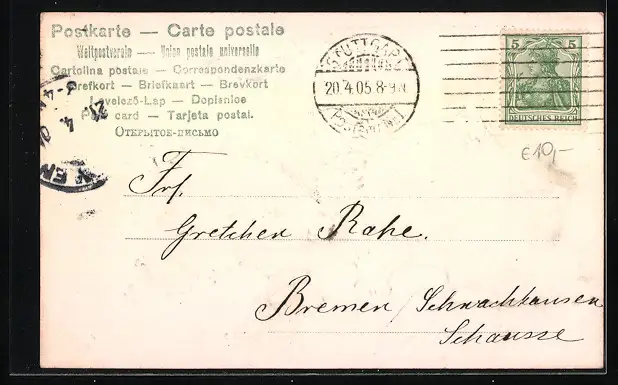 Postkarte — Carte postale
Weltpostverein — Union postale universelle
Cartolina postale — Correspondenzkarte
Brefkort — Briefkaart — Brevkort
Levelező-Lap — Dopisnice
Post card — Tarjeta postal.
Открытое-письмо
STUTTGART
20.4.05 8-9N
5 5
DEUTSCHES REICH
€10,-
Frl.
Gretchen Rahe.
Bremen / Schwachhausen
Schausse